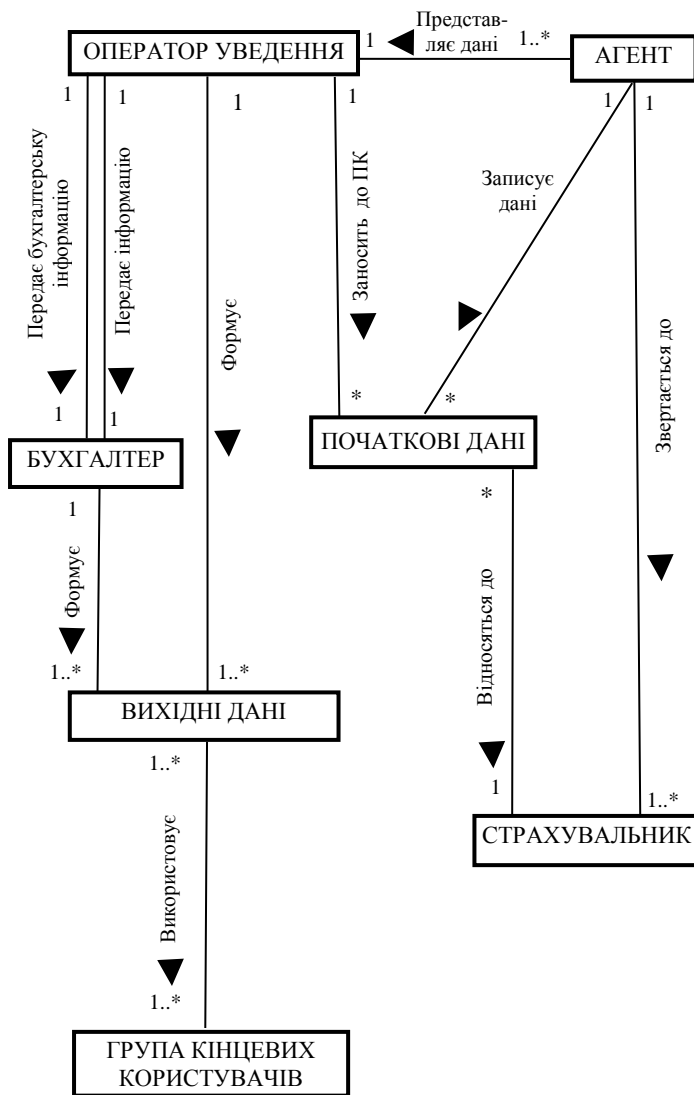 Представ-
ляє дані
1
1..*
ОПЕРАТОР УВЕДЕННЯ
АГЕНТ
1
1
1
1
1
1
Передає бухгалтерську
інформацію
Передає інформацію
Формує
Заносить до ПК
Записує
дані
Звертається до
1
1
*
*
БУХГАЛТЕР
ПОЧАТКОВІ ДАНІ
1
*
Формує
Відносяться до
1..*
1..*
ВИХІДНІ ДАНІ
1..*
1
1..*
СТРАХУВАЛЬНИК
Використовує
1..*
ГРУПА КІНЦЕВИХ
КОРИСТУВАЧІВ